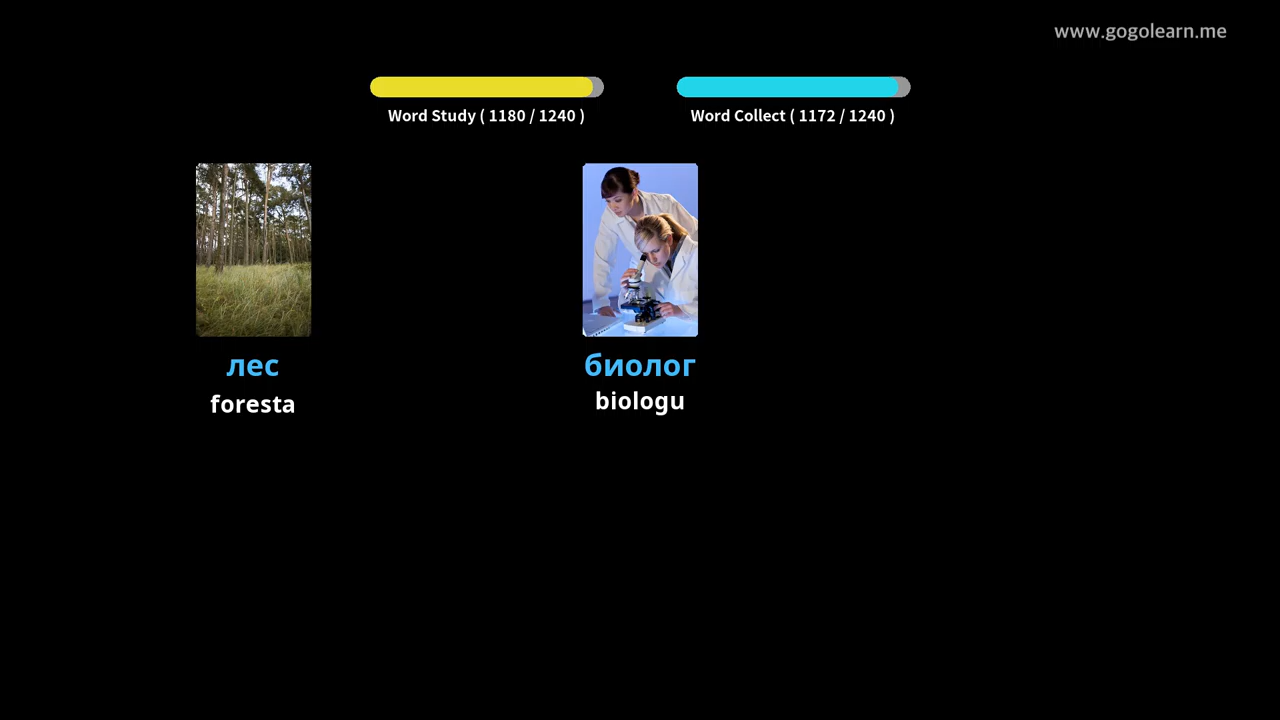 www.gogolearn.me
Word Study ( 1180 / 1240 )
Word Collect ( 1172 / 1240 )
лес
foresta
биолог
biologu